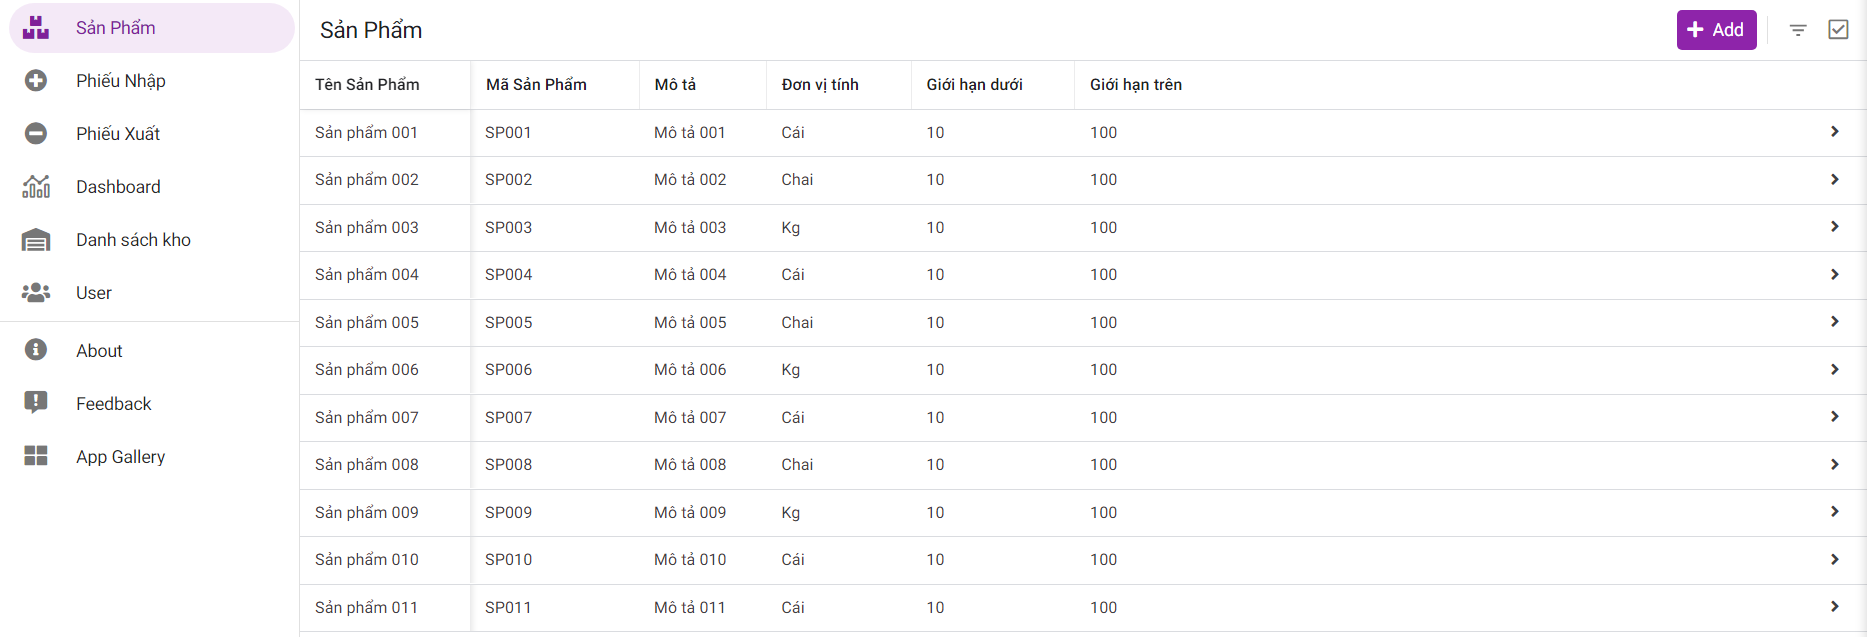 Sản Phẩm
Phiếu Nhập
Phiếu Xuất
Dashboard
Danh sách kho
User
About
Feedback
App Gallery
Sản Phẩm
Add
Tên Sản Phẩm Mã Sản Phẩm Mô tả Đơn vị tính Giới hạn dưới Giới hạn trên
Sản phẩm 001 SP001 Mô tả 001 Cái 10 100
Sản phẩm 002 SP002 Mô tả 002 Chai 10 100
Sản phẩm 003 SP003 Mô tả 003 Kg 10 100
Sản phẩm 004 SP004 Mô tả 004 Cái 10 100
Sản phẩm 005 SP005 Mô tả 005 Chai 10 100
Sản phẩm 006 SP006 Mô tả 006 Kg 10 100
Sản phẩm 007 SP007 Mô tả 007 Cái 10 100
Sản phẩm 008 SP008 Mô tả 008 Chai 10 100
Sản phẩm 009 SP009 Mô tả 009 Kg 10 100
Sản phẩm 010 SP010 Mô tả 010 Cái 10 100
Sản phẩm 011 SP011 Mô tả 011 Cái 10 100